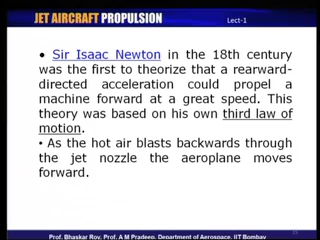 JET AIRCRAFT PROPULSION
Lect-1
• Sir Isaac Newton in the 18th century
was the first to theorize that a rearward-
directed acceleration could propel a
machine forward at a great speed. This
theory was based on his own third law of
motion.
• As the hot air blasts backwards through
the jet nozzle the aeroplane moves
forward.
Prof. Bhaskar Roy, Prof. A M Pradeep, Department of Aerospace, IIT Bombay